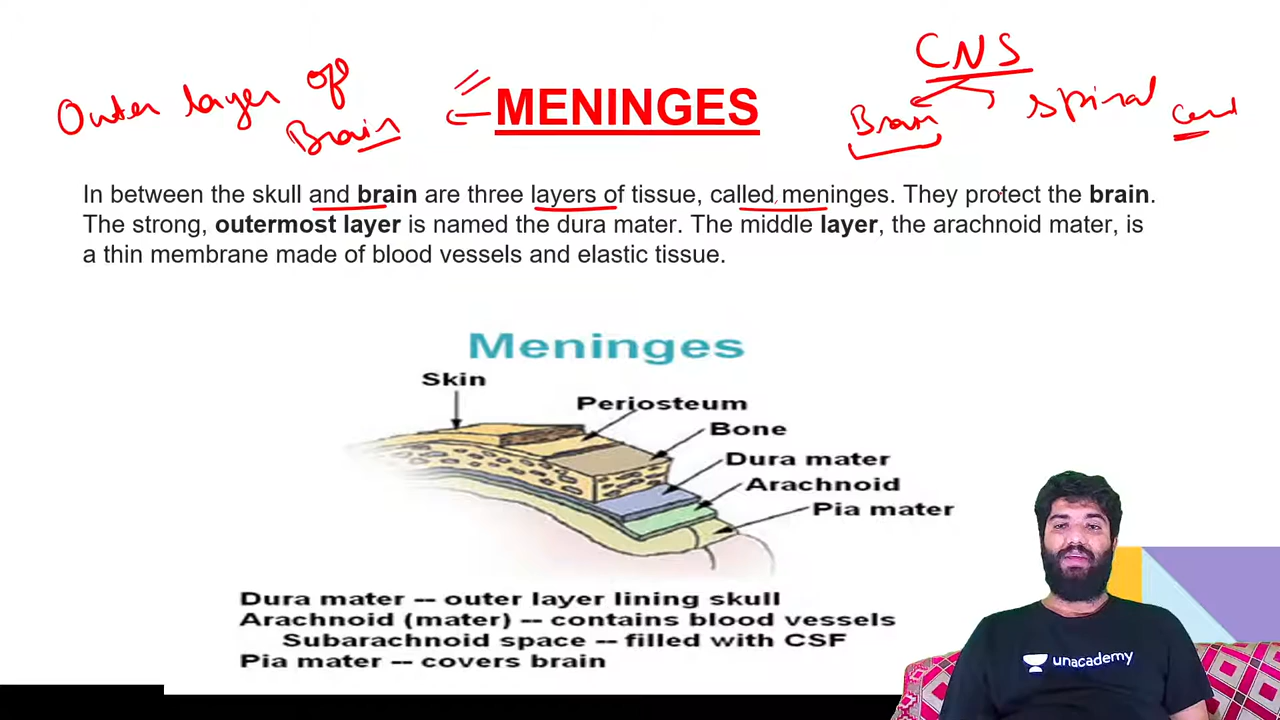 CNS
Outer layer of
Brain
MENINGES
Brain
spiral
In between the skull and brain are three layers of tissue, called meninges. They protect the brain.
The strong, outermost layer is named the dura mater. The middle layer, the arachnoid mater, is
a thin membrane made of blood vessels and elastic tissue.
Meninges
Skin
Periosteum
Bone
Dura mater
Arachnoid
Pia mater
Dura mater -- outer layer lining skull
Arachnoid (mater) -- contains blood vessels
Subarachnoid space -- filled with CSF
Pia mater -- covers brain
unacademy